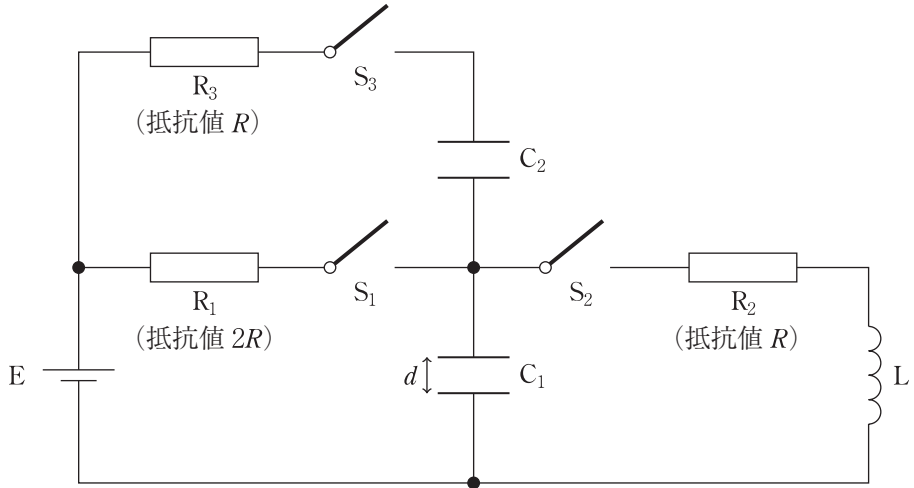 R₃
(抵抗値 R)
S₃
C₂
R₁
(抵抗値 2R)
S₁
S₂
R₂
(抵抗値 R)
E
d
C₁
L